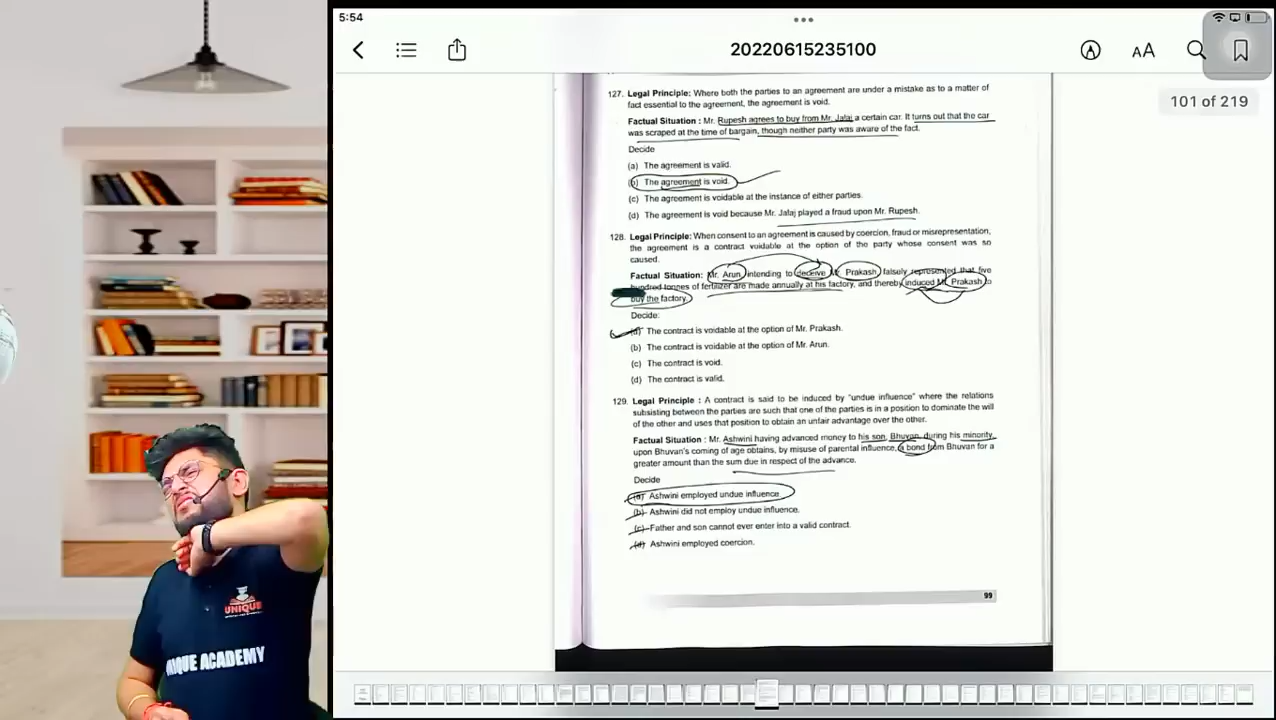 5:54
20220615235100
101 of 219
127. Legal Principle: Where both the parties to an agreement are under a mistake as to a matter of
fact essential to the agreement, the agreement is void.
Factual Situation : Mr. Rupesh agrees to buy from Mr. Jalaj a certain car. It turns out that the car
was scraped at the time of bargain, though neither party was aware of the fact.
Decide
(a) The agreement is valid.
(b) The agreement is void.
(c) The agreement is voidable at the instance of either parties.
(d) The agreement is void because Mr. Jalaj played a fraud upon Mr. Rupesh.
128. Legal Principle: When consent to an agreement is caused by coercion, fraud or misrepresentation,
the agreement is a contract voidable at the option of the party whose consent was so
caused.
Factual Situation: Mr. Arun intending to deceive Mr. Prakash falsely represented that five
hundred tonnes of fertilizer are made annually at his factory, and thereby induced Mr. Prakash to
buy the factory.
Decide:
(a) The contract is voidable at the option of Mr. Prakash.
(b) The contract is voidable at the option of Mr. Arun.
(c) The contract is void.
(d) The contract is valid.
129. Legal Principle : A contract is said to be induced by "undue influence" where the relations
subsisting between the parties are such that one of the parties is in a position to dominate the will
of the other and uses that position to obtain an unfair advantage over the other.
Factual Situation : Mr. Ashwini having advanced money to his son, Bhuvan, during his minority,
upon Bhuvan's coming of age obtains, by misuse of parental influence, a bond from Bhuvan for a
greater amount than the sum due in respect of the advance.
Decide
(a) Ashwini employed undue influence.
(b) Ashwini did not employ undue influence.
(c) Father and son cannot ever enter into a valid contract.
(d) Ashwini employed coercion.
99
UNIQUE
UNIQUE ACADEMY